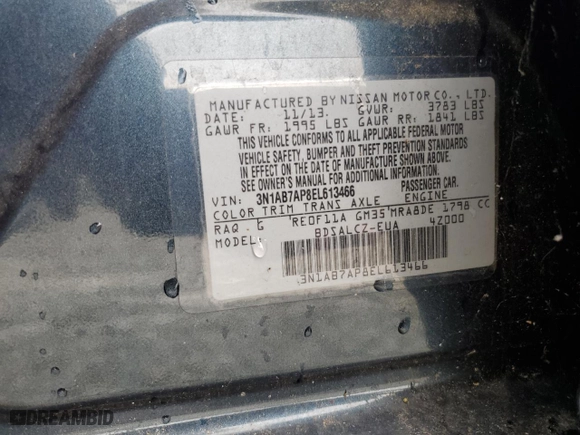 MANUFACTURED BY NISSAN MOTOR CO., LTD.
DATE: 11/13. GVWR: 3783 LBS
GAWR FR: 1995 LBS GAWR RR: 1841 LBS
THIS VEHICLE CONFORMS TO ALL APPLICABLE FEDERAL MOTOR
VEHICLE SAFETY, BUMPER AND THEFT PREVENTION STANDARDS
IN EFFECT ON THE DATE OF MANUFACTURE SHOWN ABOVE.
SEE OWNER'S MANUAL FOR ADDITIONAL INFORMATION.
VIN: 3N1AB7AP8EL613466 PASSENGER CAR.
COLOR TRIM TRANS AXLE ENGINE
RAQ G RE0F11A GM35 MRA8DE 1798 CC
MODEL: BDSALCZ-EUA 4Z000
3N1AB7AP8EL613466
DREAMBID